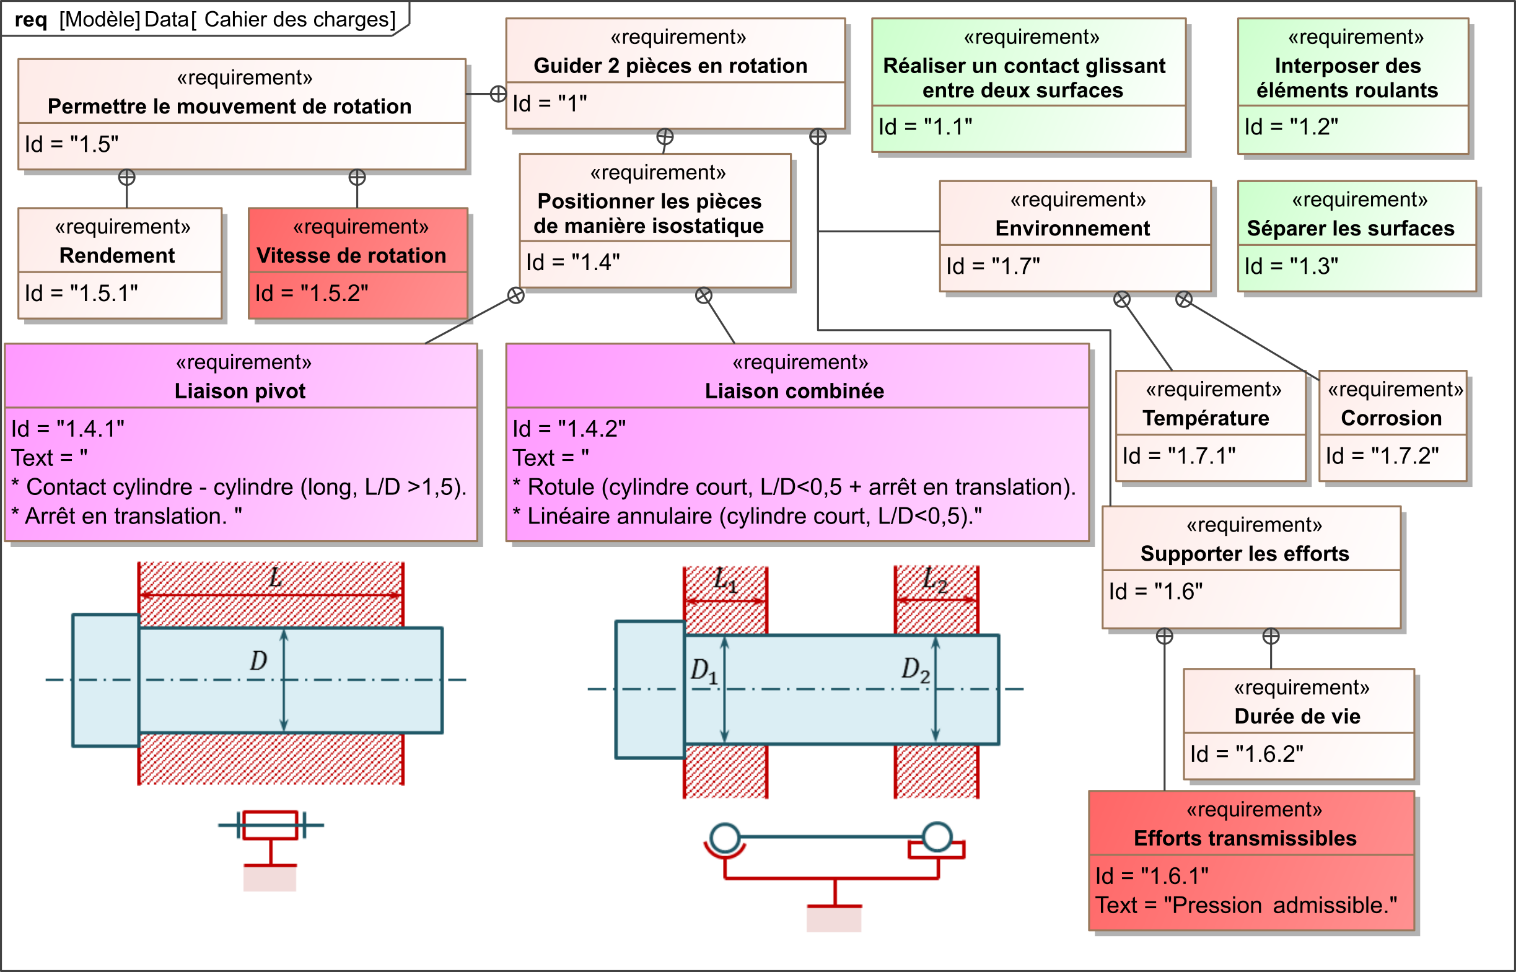 req [Modèle] Data[ Cahier des charges]
«requirement»
Permettre le mouvement de rotation
Id = "1.5"
«requirement»
Guider 2 pièces en rotation
Id = "1"
«requirement»
Réaliser un contact glissant
entre deux surfaces
Id = "1.1"
«requirement»
Interposer des
éléments roulants
Id = "1.2"
«requirement»
Rendement
Id = "1.5.1"
«requirement»
Vitesse de rotation
Id = "1.5.2"
«requirement»
Positionner les pièces
de manière isostatique
Id = "1.4"
«requirement»
Environnement
Id = "1.7"
«requirement»
Séparer les surfaces
Id = "1.3"
«requirement»
Liaison pivot
Id = "1.4.1"
Text = "
* Contact cylindre - cylindre (long, L/D >1,5).
* Arrêt en translation. "
«requirement»
Liaison combinée
Id = "1.4.2"
Text = "
* Rotule (cylindre court, L/D<0,5 + arrêt en translation).
* Linéaire annulaire (cylindre court, L/D<0,5)."
«requirement»
Température
Id = "1.7.1"
«requirement»
Corrosion
Id = "1.7.2"
«requirement»
Supporter les efforts
Id = "1.6"
«requirement»
Durée de vie
Id = "1.6.2"
«requirement»
Efforts transmissibles
Id = "1.6.1"
Text = "Pression admissible."
L
D
L₁
L₂
D₁
D₂